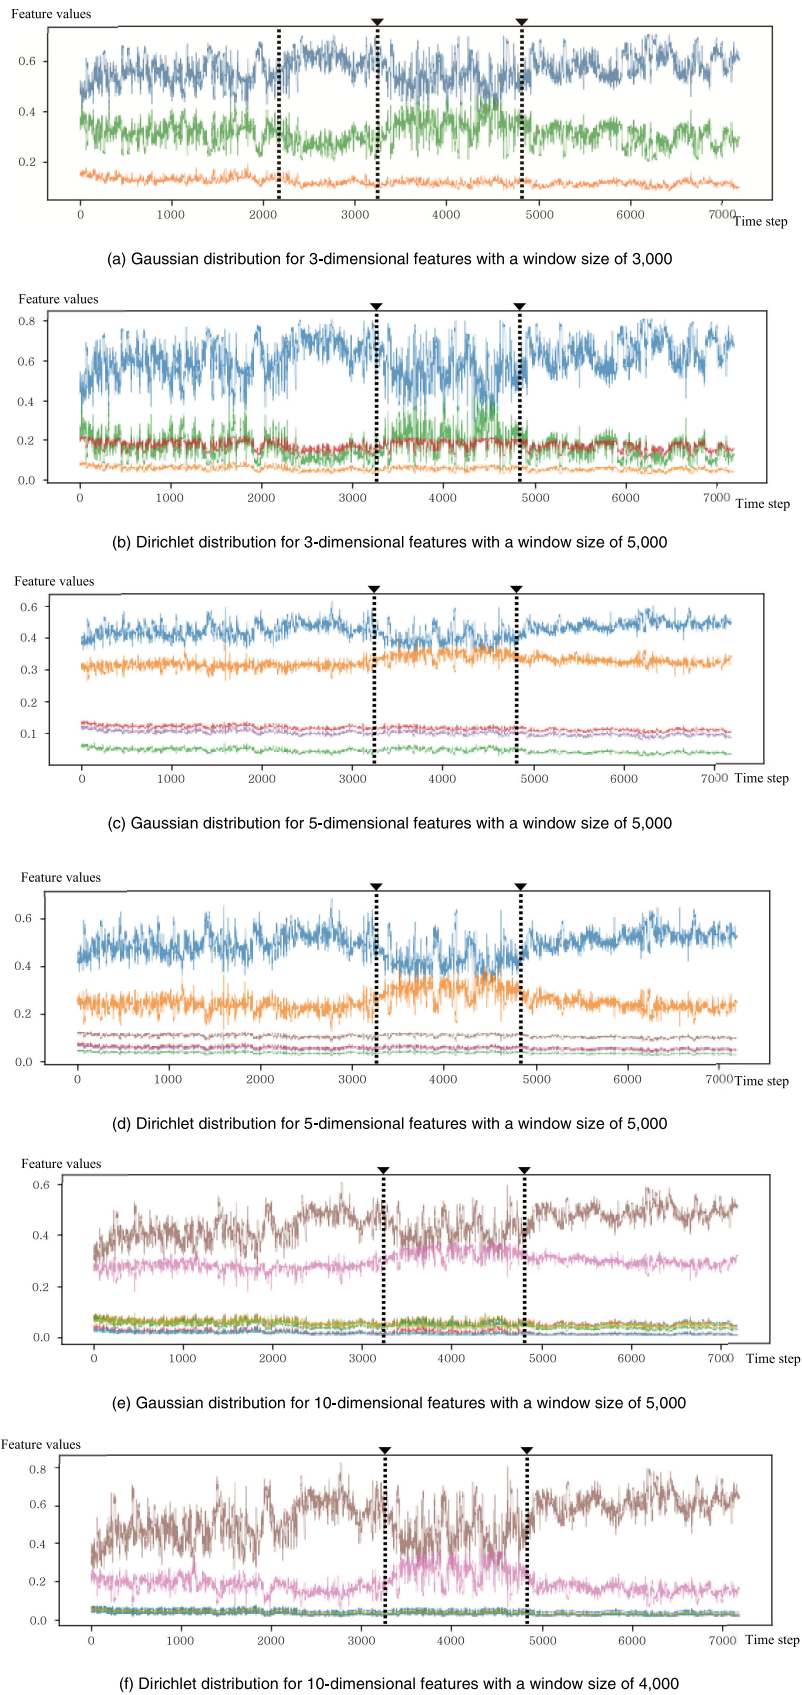 Feature values
0.6
0.4
0.2
0 1000 2000 3000 4000 5000 6000 7000 Time step
(a) Gaussian distribution for 3-dimensional features with a window size of 3,000
Feature values
0.8
0.6
0.4
0.2
0.0
0 1000 2000 3000 4000 5000 6000 7000 Time step
(b) Dirichlet distribution for 3-dimensional features with a window size of 5,000
Feature values
0.6
0.4
0.3
0.2
0.1
0 1000 2000 3000 4000 5000 6000 7000 Time step
(c) Gaussian distribution for 5-dimensional features with a window size of 5,000
Feature values
0.6
0.4
0.2
0.0
0 1000 2000 3000 4000 5000 6000 7000 Time step
(d) Dirichlet distribution for 5-dimensional features with a window size of 5,000
Feature values
0.6
0.4
0.2
0.0
0 1000 2000 3000 4000 5000 6000 7000 Time step
(e) Gaussian distribution for 10-dimensional features with a window size of 5,000
Feature values
0.8
0.6
0.4
0.2
0.0
0 1000 2000 3000 4000 5000 6000 7000 Time step
(f) Dirichlet distribution for 10-dimensional features with a window size of 4,000